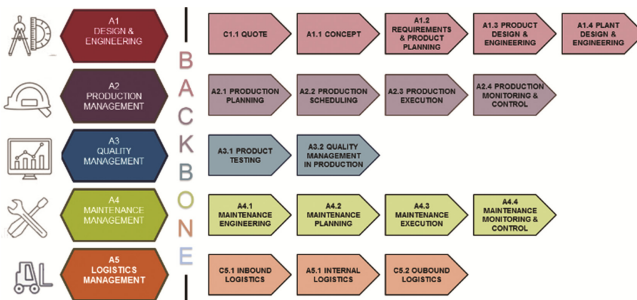 A1
DESIGN &
ENGINEERING
C1.1 QUOTE
A1.1 CONCEPT
A1.2
REQUIREMENTS
& PRODUCT
PLANNING
A1.3 PRODUCT
DESIGN &
ENGINEERING
A1.4 PLANT
DESIGN &
ENGINEERING
BACKBONE
A2
PRODUCTION
MANAGEMENT
A2.1 PRODUCTION
PLANNING
A2.2 PRODUCTION
SCHEDULING
A2.3 PRODUCTION
EXECUTION
A2.4 PRODUCTION
MONITORING &
CONTROL
A3
QUALITY
MANAGEMENT
A3.1 PRODUCT
TESTING
A3.2 QUALITY
MANAGEMENT
IN PRODUCTION
A4
MAINTENANCE
MANAGEMENT
A4.1
MAINTENANCE
ENGINEERING
A4.2
MAINTENANCE
PLANNING
A4.3
MAINTENANCE
EXECUTION
A4.4
MAINTENANCE
MONITORING &
CONTROL
A5
LOGISTICS
MANAGEMENT
C5.1 INBOUND
LOGISTICS
A5.1 INTERNAL
LOGISTICS
C5.2 OUBOUND
LOGISTICS